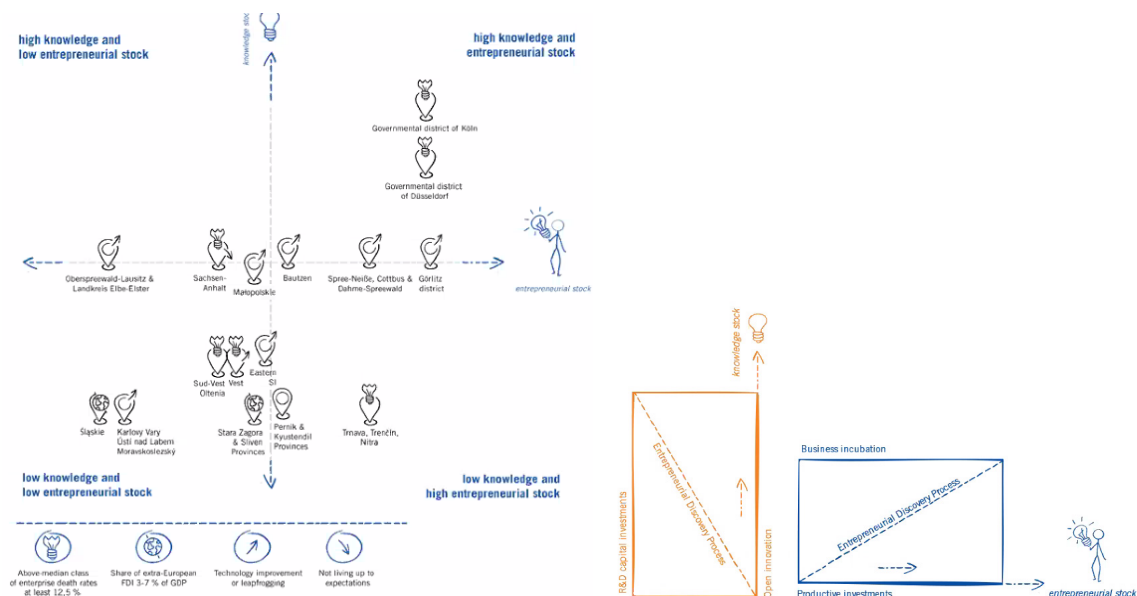 knowledge stock
high knowledge and
low entrepreneurial stock
high knowledge and
entrepreneurial stock
Governmental district of Köln
Governmental district
of Düsseldorf
Oberspreewald-Lausitz &
Landkreis Elbe-Elster
Sachsen-
Anhalt
Małopolskie
Bautzen
Spree-Neiße, Cottbus &
Dahme-Spreewald
Görlitz
district
entrepreneurial stock
Sud-Vest
Oltenia
Vest
Eastern
Sl
Śląskie
Karlovy Vary
Ústí nad Labem
Moravskoslezský
Stara Zagora
& Sliven
Provinces
Pernik &
Kyustendil
Provinces
Trnava, Trenčín,
Nitra
low knowledge and
low entrepreneurial stock
low knowledge and
high entrepreneurial stock
Above-median class
of enterprise death rates
at least 12,5 %
Share of extra-European
FDI 3-7 % of GDP
Technology improvement
or leapfrogging
Not living up to
expectations
knowledge stock
R&D capital investments
Entrepreneurial Discovery Process
Open Innovation
Business incubation
Entrepreneurial Discovery Process
Productive investments
entrepreneurial stock